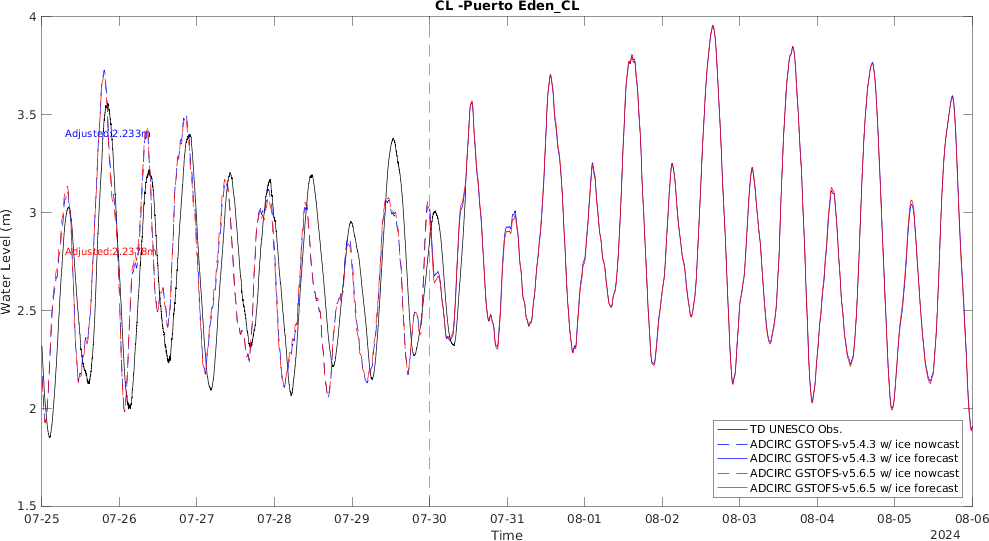 CL -Puerto Eden_CL
4
3.5
3
2.5
2
1.5
Water Level (m)
Adjusted:2.233m
Adjusted:2.2378m
TD UNESCO Obs.
ADCIRC GSTOFS-v5.4.3 w/ ice nowcast
ADCIRC GSTOFS-v5.4.3 w/ ice forecast
ADCIRC GSTOFS-v5.6.5 w/ ice nowcast
ADCIRC GSTOFS-v5.6.5 w/ ice forecast
07-25 07-26 07-27 07-28 07-29 07-30 07-31 08-01 08-02 08-03 08-04 08-05 08-06
Time
2024